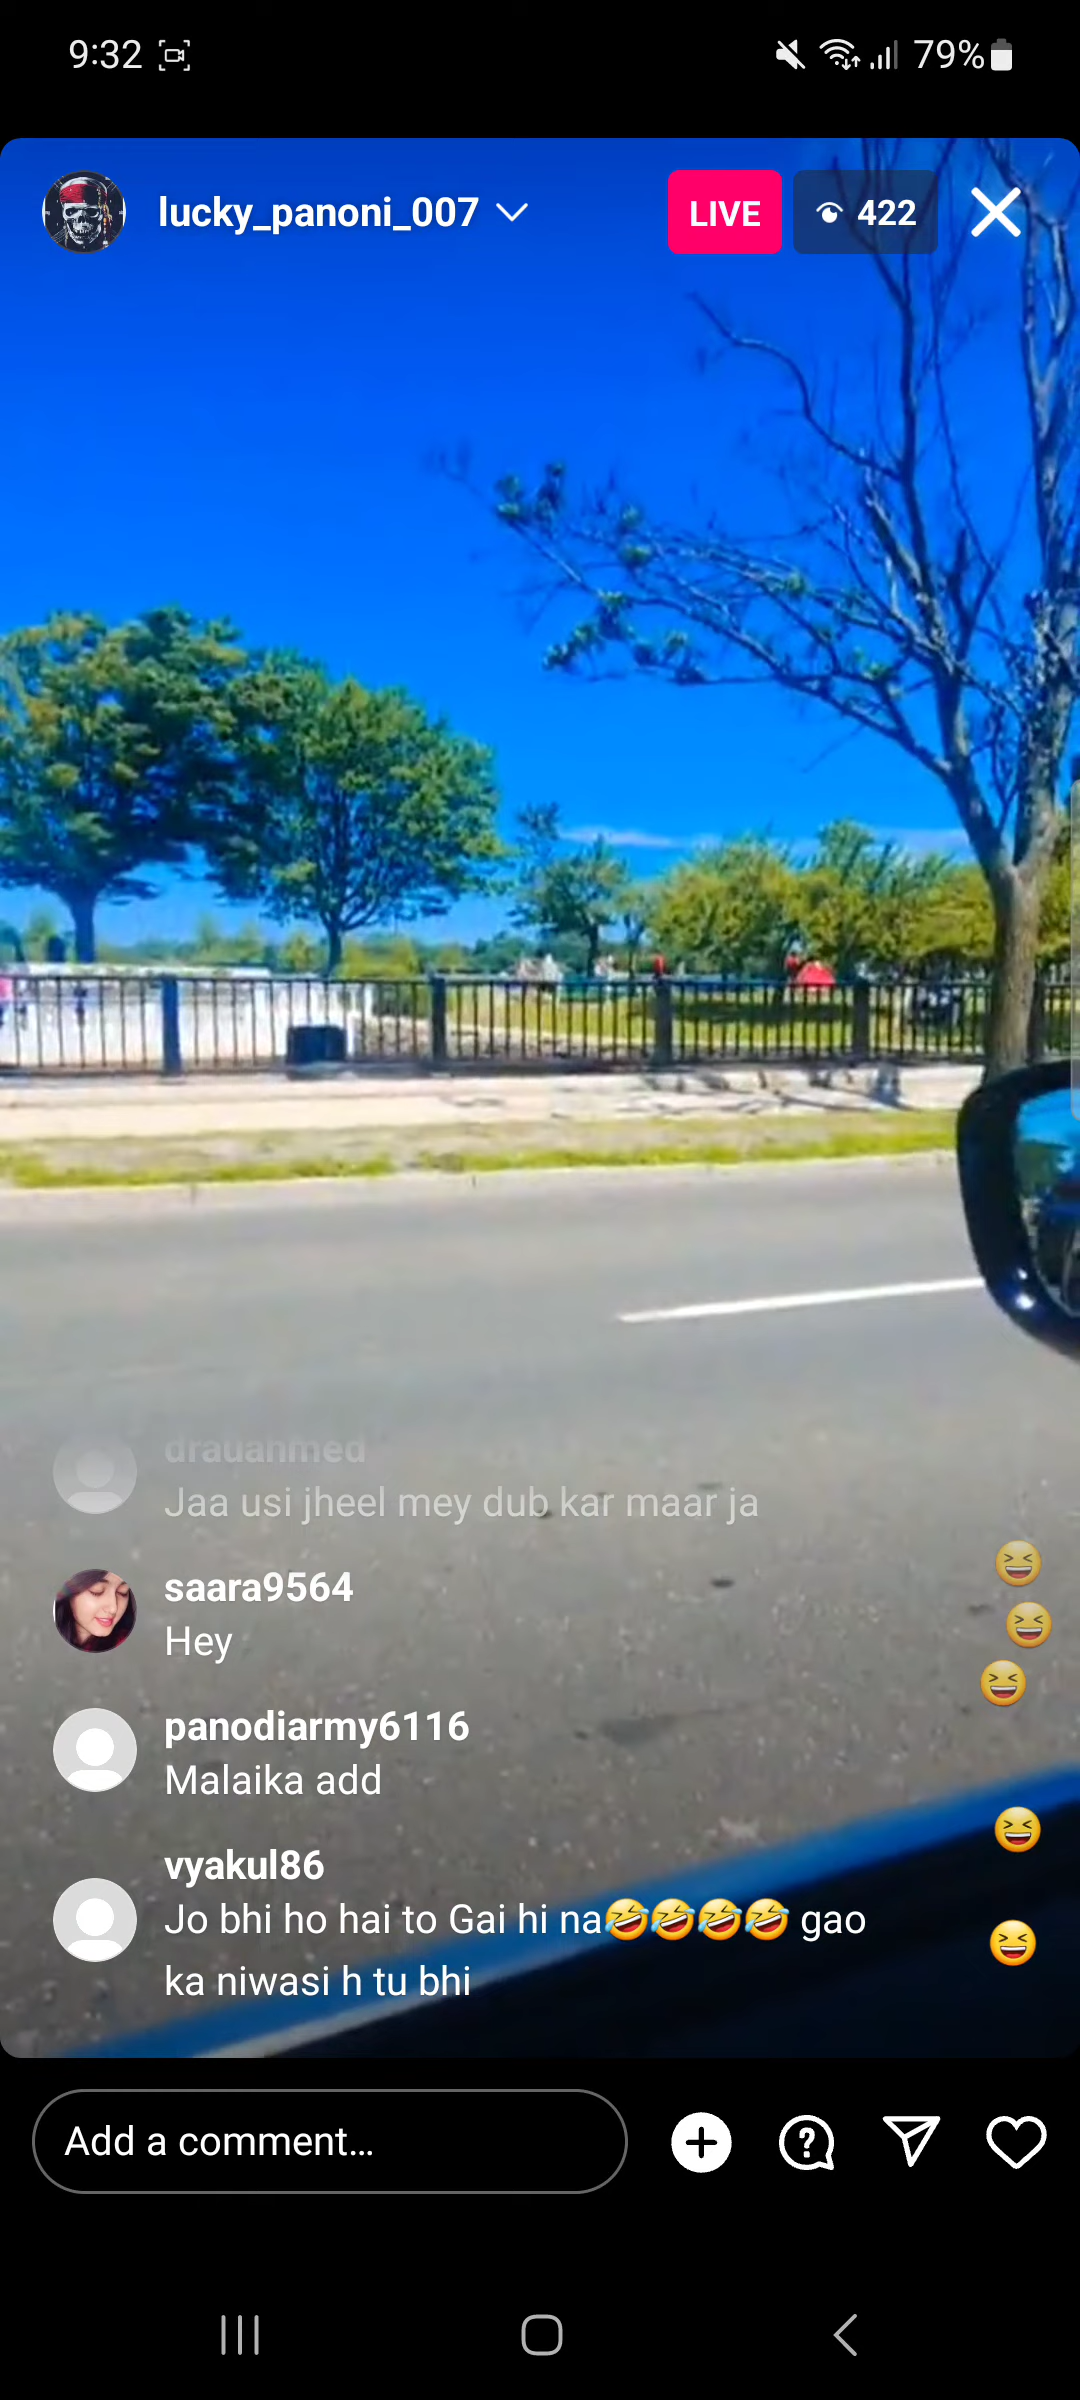 9:32
79%
lucky_panoni_007
LIVE
422
drauahmed
Jaa usi jheel mey dub kar maar ja
saara9564
Hey
panodiarmy6116
Malaika add
vyakul86
Jo bhi ho hai to Gai hi na🤣🤣🤣🤣 gao
ka niwasi h tu bhi
Add a comment...